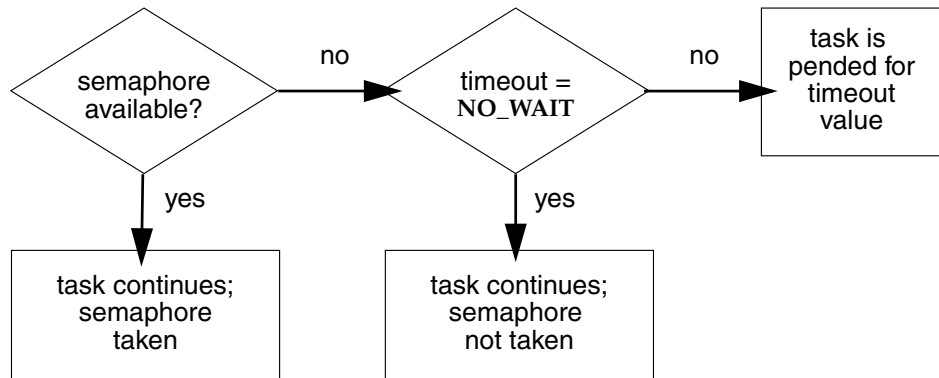 semaphore
available?
no
timeout =
NO_WAIT
no
task is
pended for
timeout
value
yes
yes
task continues;
semaphore
taken
task continues;
semaphore
not taken